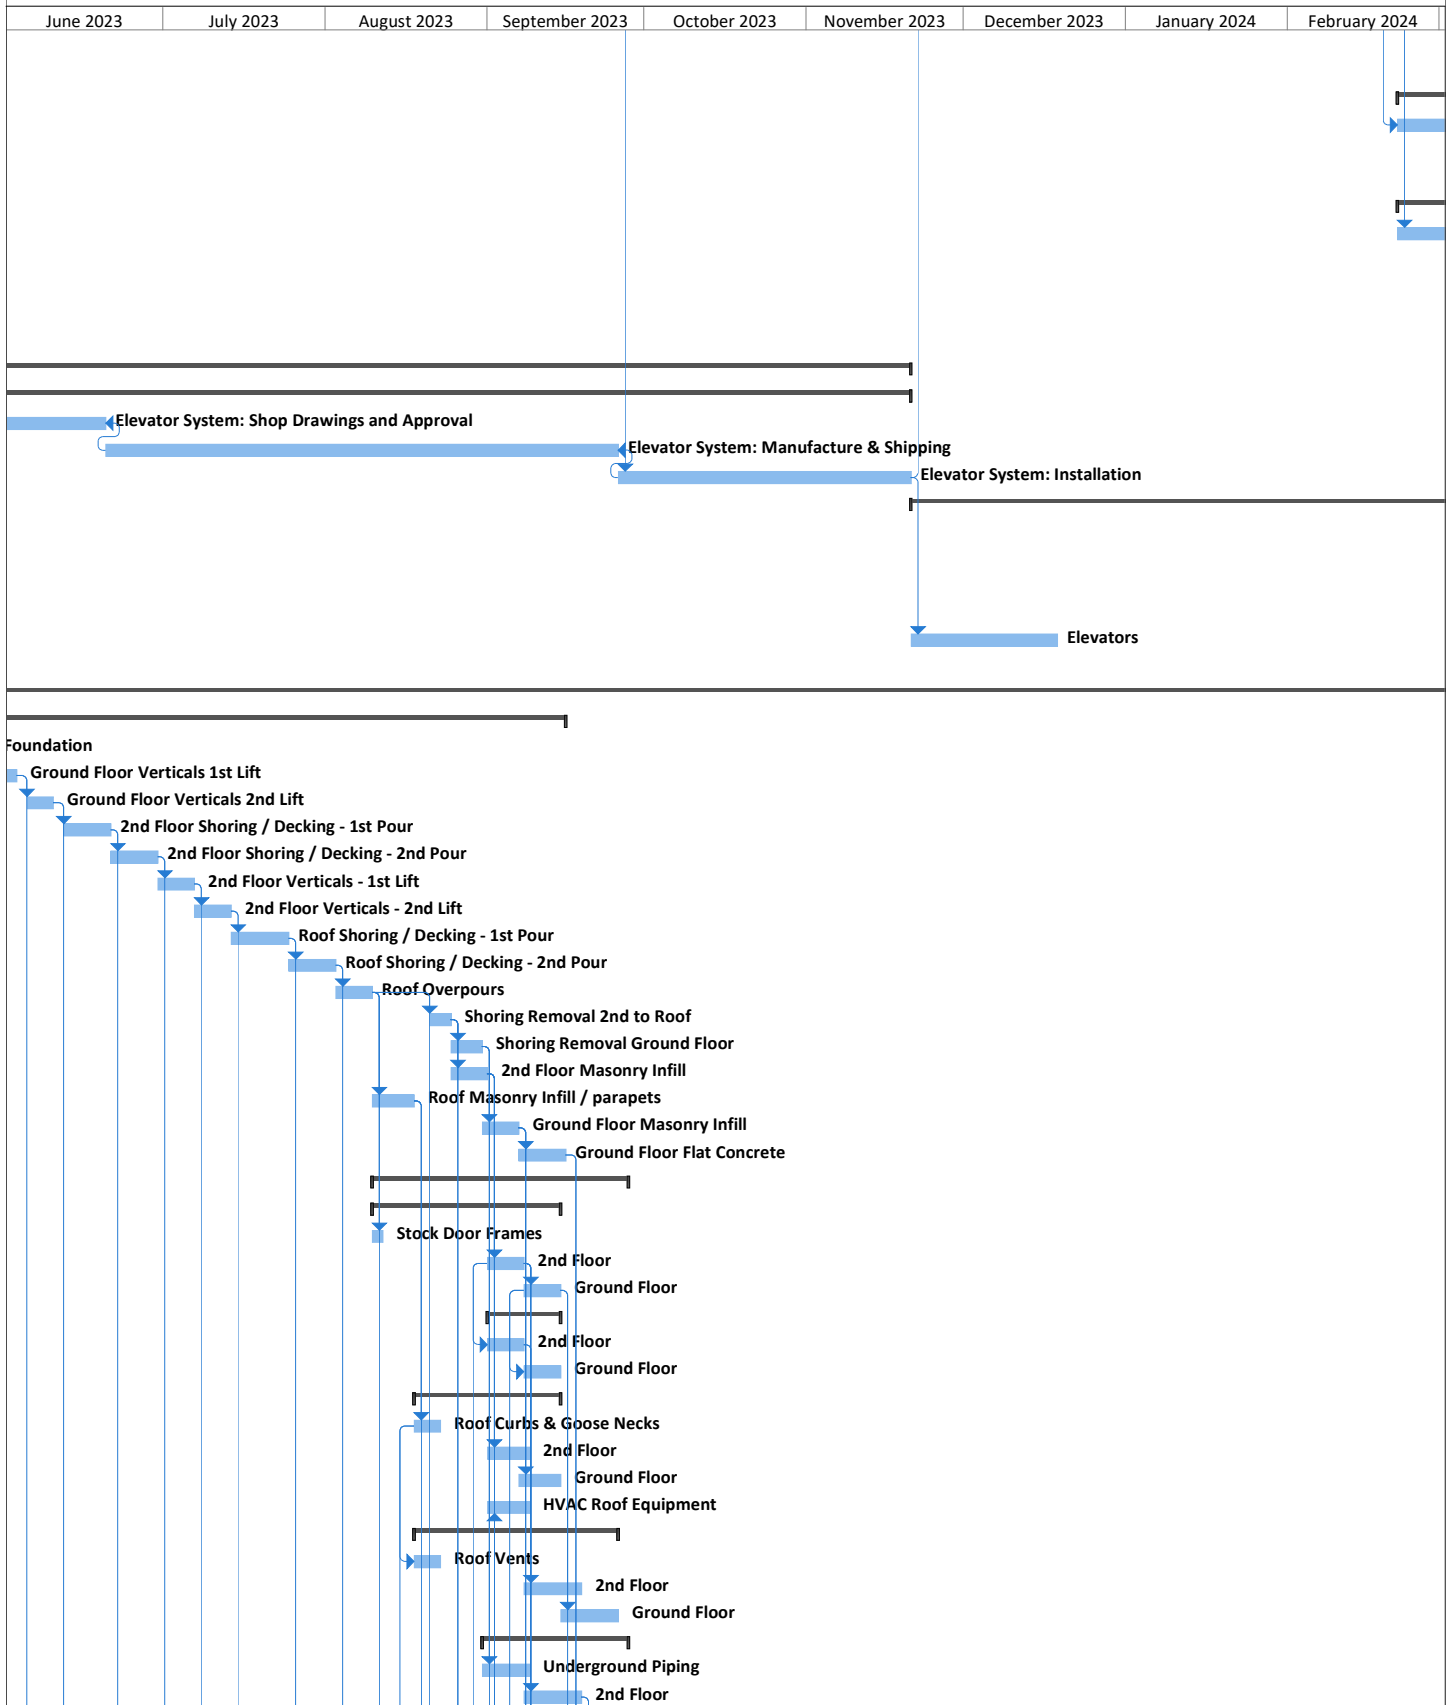 June 2023 July 2023 August 2023 September 2023 October 2023 November 2023 December 2023 January 2024 February 2024
Elevator System: Shop Drawings and Approval
Elevator System: Manufacture & Shipping
Elevator System: Installation
Elevators
Foundation
Ground Floor Verticals 1st Lift
Ground Floor Verticals 2nd Lift
2nd Floor Shoring / Decking - 1st Pour
2nd Floor Shoring / Decking - 2nd Pour
2nd Floor Verticals - 1st Lift
2nd Floor Verticals - 2nd Lift
Roof Shoring / Decking - 1st Pour
Roof Shoring / Decking - 2nd Pour
Roof Overpours
Shoring Removal 2nd to Roof
Shoring Removal Ground Floor
2nd Floor Masonry Infill
Roof Masonry Infill / parapets
Ground Floor Masonry Infill
Ground Floor Flat Concrete
Stock Door Frames
2nd Floor
Ground Floor
2nd Floor
Ground Floor
Roof Curbs & Goose Necks
2nd Floor
Ground Floor
HVAC Roof Equipment
Roof Vents
2nd Floor
Ground Floor
Underground Piping
2nd Floor